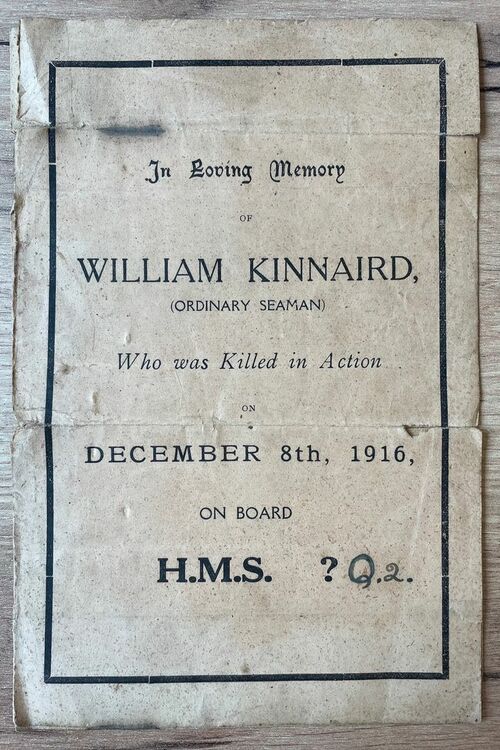 In Loving Memory
OF
WILLIAM KINNAIRD,
(ORDINARY SEAMAN)
Who was Killed in Action
ON
DECEMBER 8th, 1916,
ON BOARD
H.M.S. ? Q.2.